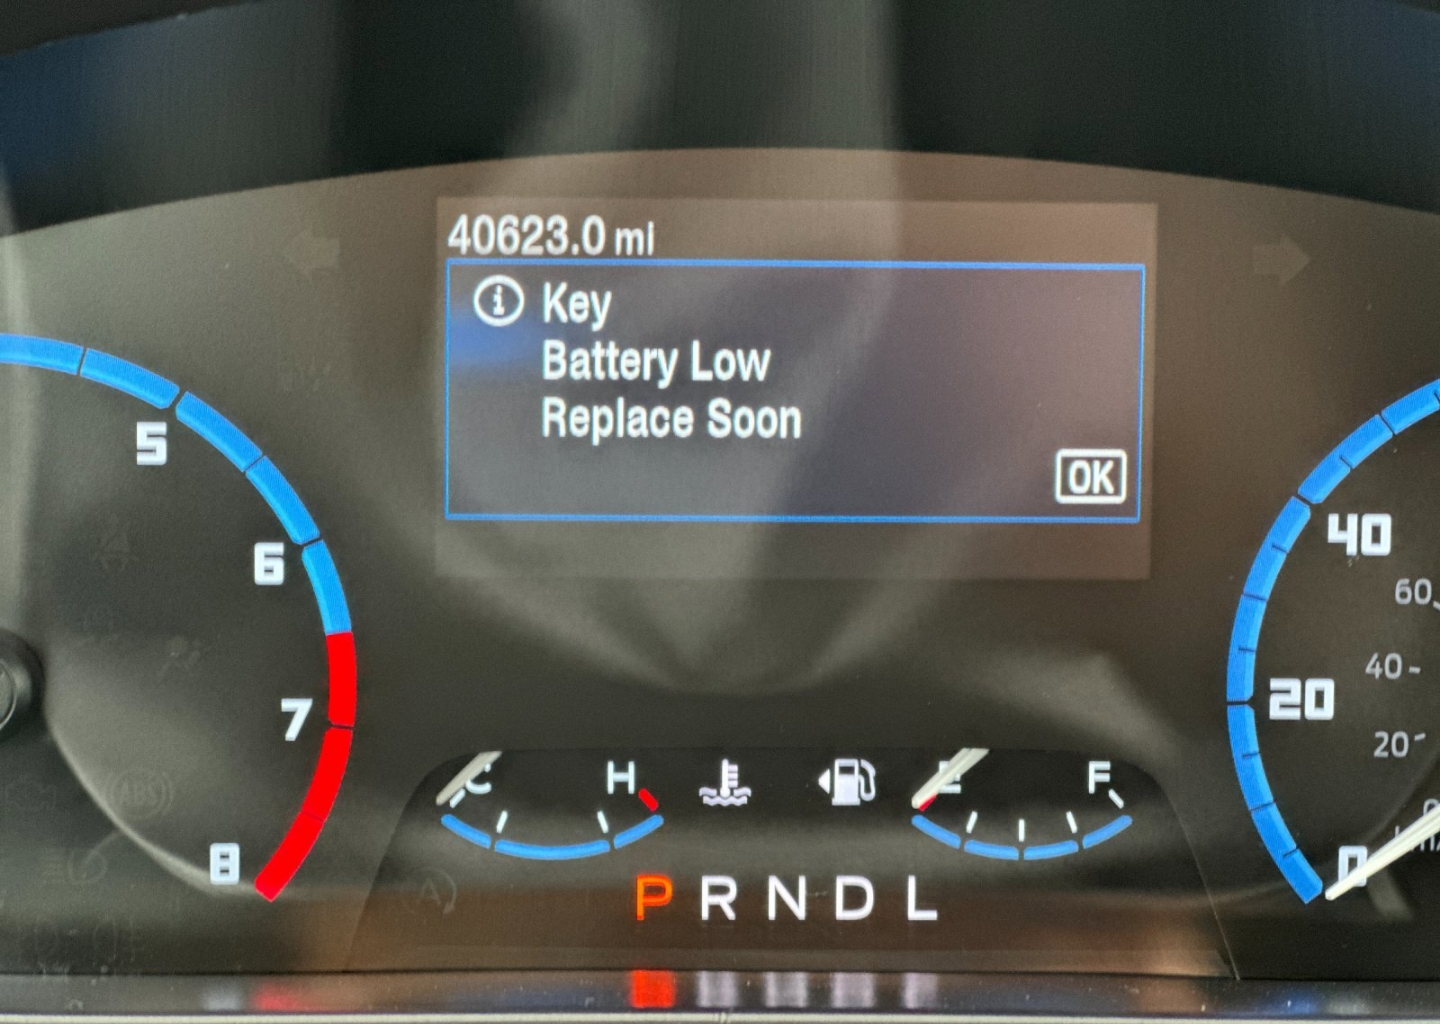 40623.0 mi
i Key
Battery Low
Replace Soon
OK
5
6
7
8
40
20
0
60
40
20
C H E F
P R N D L
ABS
A